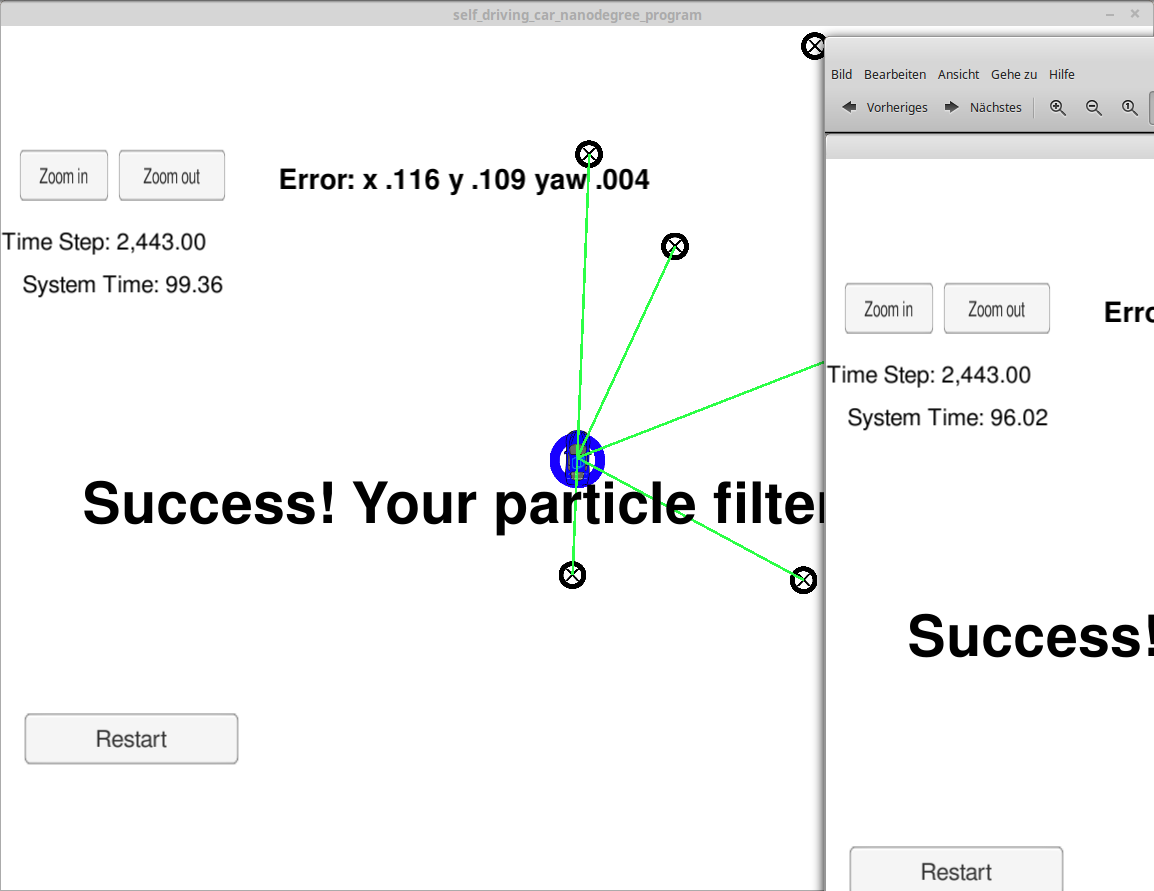 self_driving_car_nanodegree_program
Zoom in Zoom out
Error: x .116 y .109 yaw .004
Time Step: 2,443.00
System Time: 99.36
Success! Your particle filter
Restart
Bild Bearbeiten Ansicht Gehe zu Hilfe
Vorheriges Nächstes
Zoom in Zoom out
Time Step: 2,443.00
System Time: 96.02
Success!
Restart